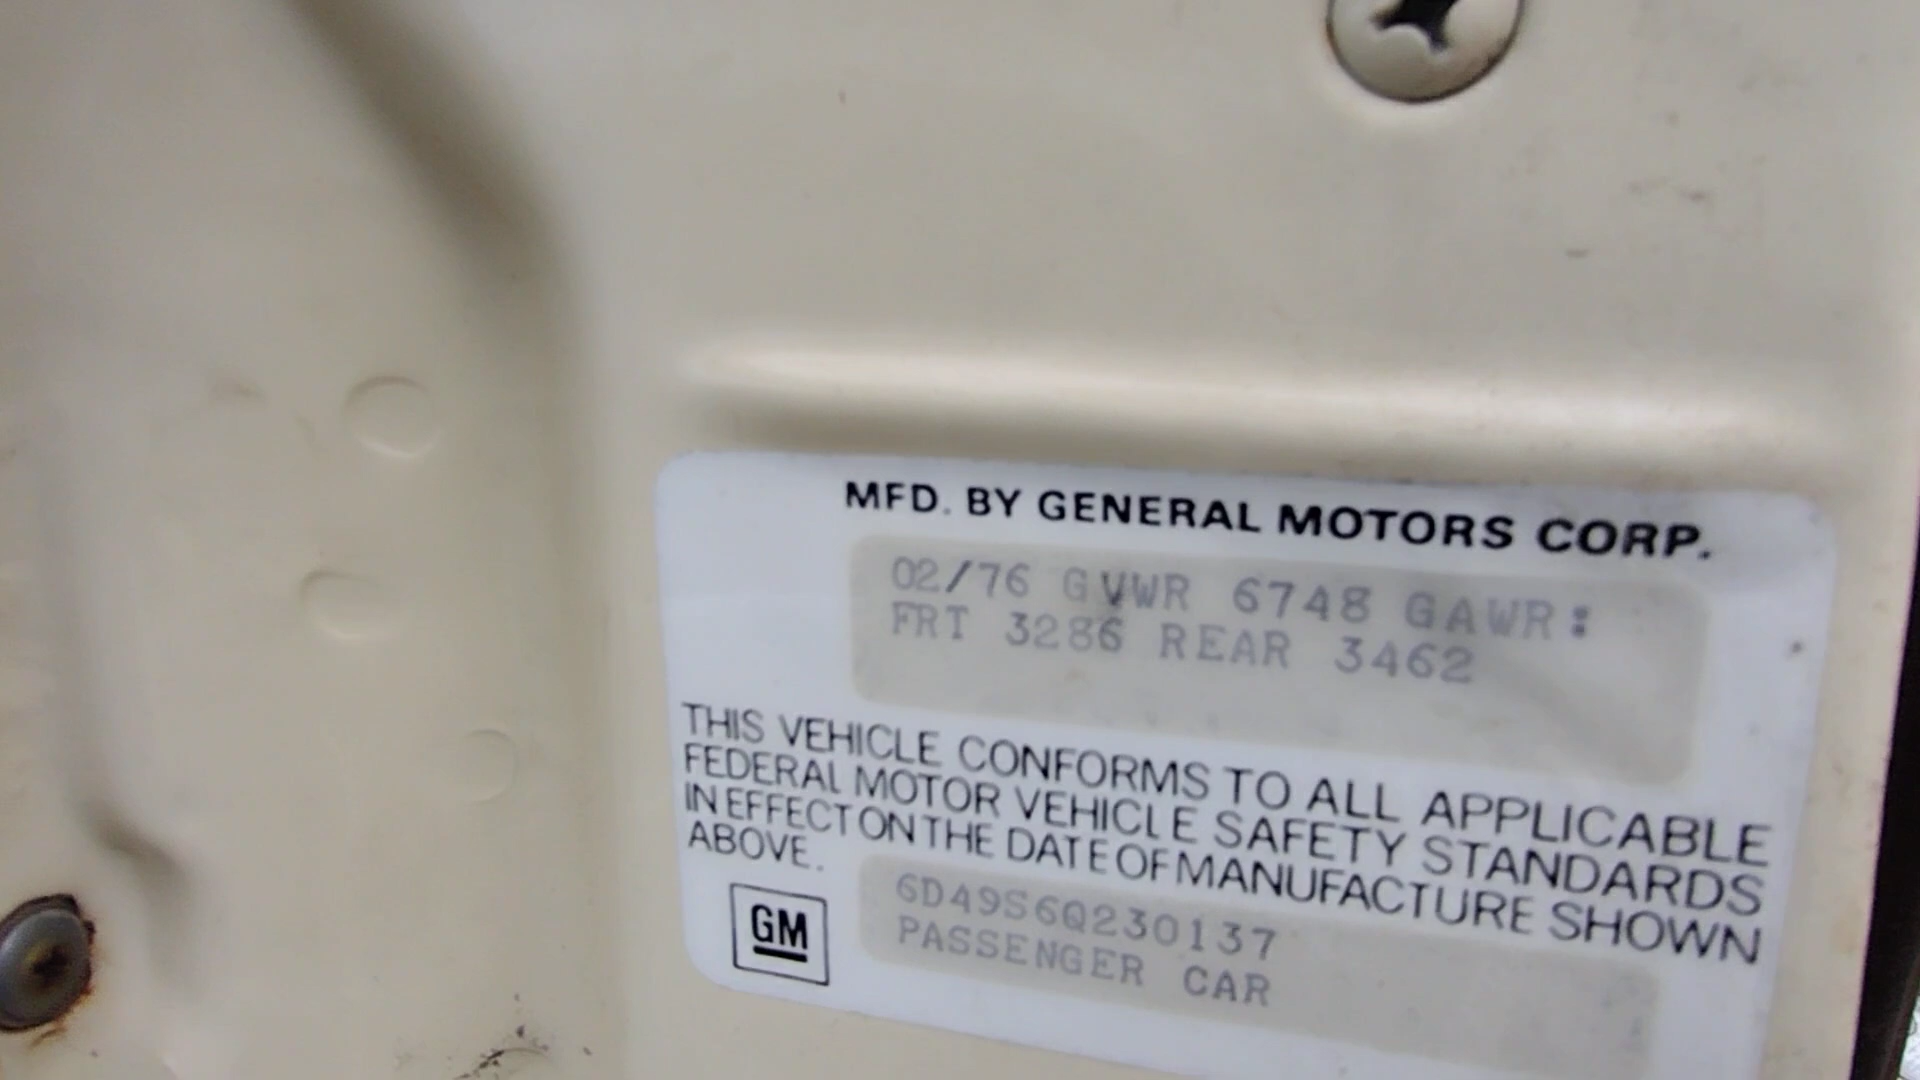 MFD. BY GENERAL MOTORS CORP.
02/76 GVWR 6748 GAWR:
FRT 3286 REAR 3462
THIS VEHICLE CONFORMS TO ALL APPLICABLE
FEDERAL MOTOR VEHICLE SAFETY STANDARDS
IN EFFECT ON THE DATE OF MANUFACTURE SHOWN
ABOVE.
GM
6D49S6Q230137
PASSENGER CAR